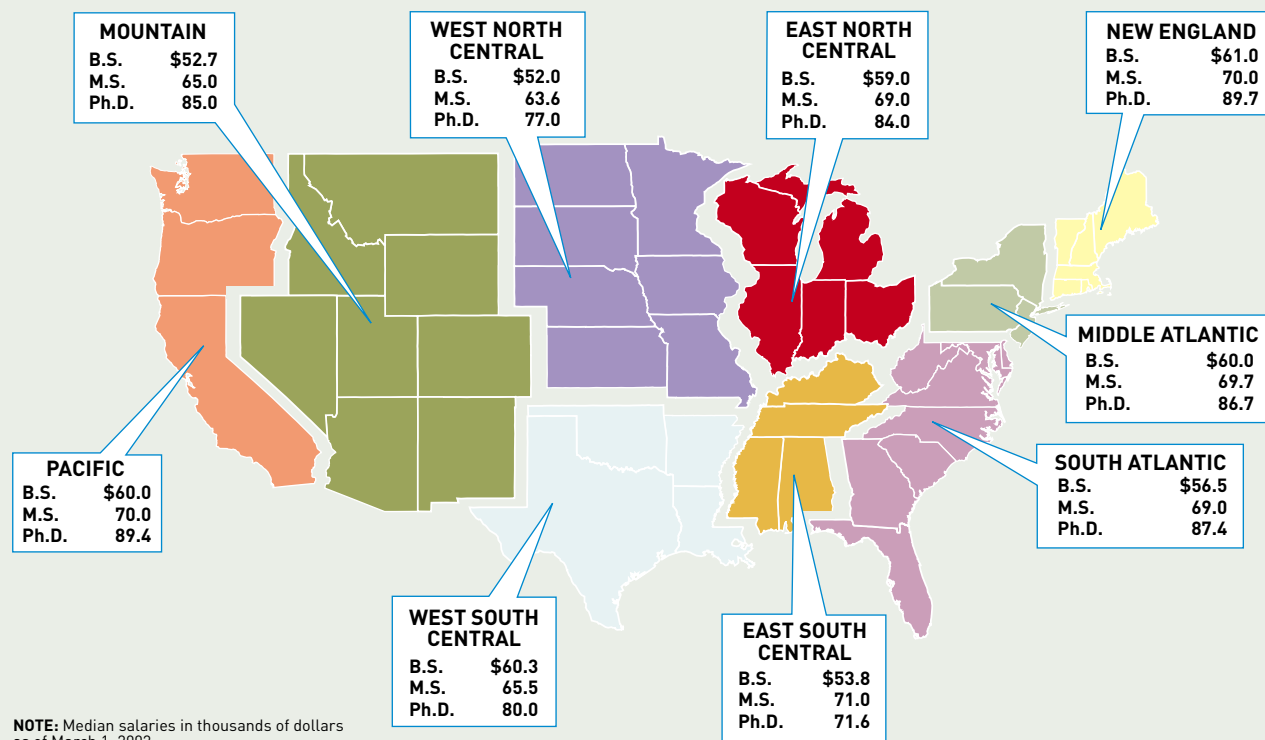 MOUNTAIN
B.S. $52.7
M.S. 65.0
Ph.D. 85.0
WEST NORTH
CENTRAL
B.S. $52.0
M.S. 63.6
Ph.D. 77.0
EAST NORTH
CENTRAL
B.S. $59.0
M.S. 69.0
Ph.D. 84.0
NEW ENGLAND
B.S. $61.0
M.S. 70.0
Ph.D. 89.7
MIDDLE ATLANTIC
B.S. $60.0
M.S. 69.7
Ph.D. 86.7
PACIFIC
B.S. $60.0
M.S. 70.0
Ph.D. 89.4
SOUTH ATLANTIC
B.S. $56.5
M.S. 69.0
Ph.D. 87.4
WEST SOUTH
CENTRAL
B.S. $60.3
M.S. 65.5
Ph.D. 80.0
EAST SOUTH
CENTRAL
B.S. $53.8
M.S. 71.0
Ph.D. 71.6
NOTE: Median salaries in thousands of dollars
as of March 1,